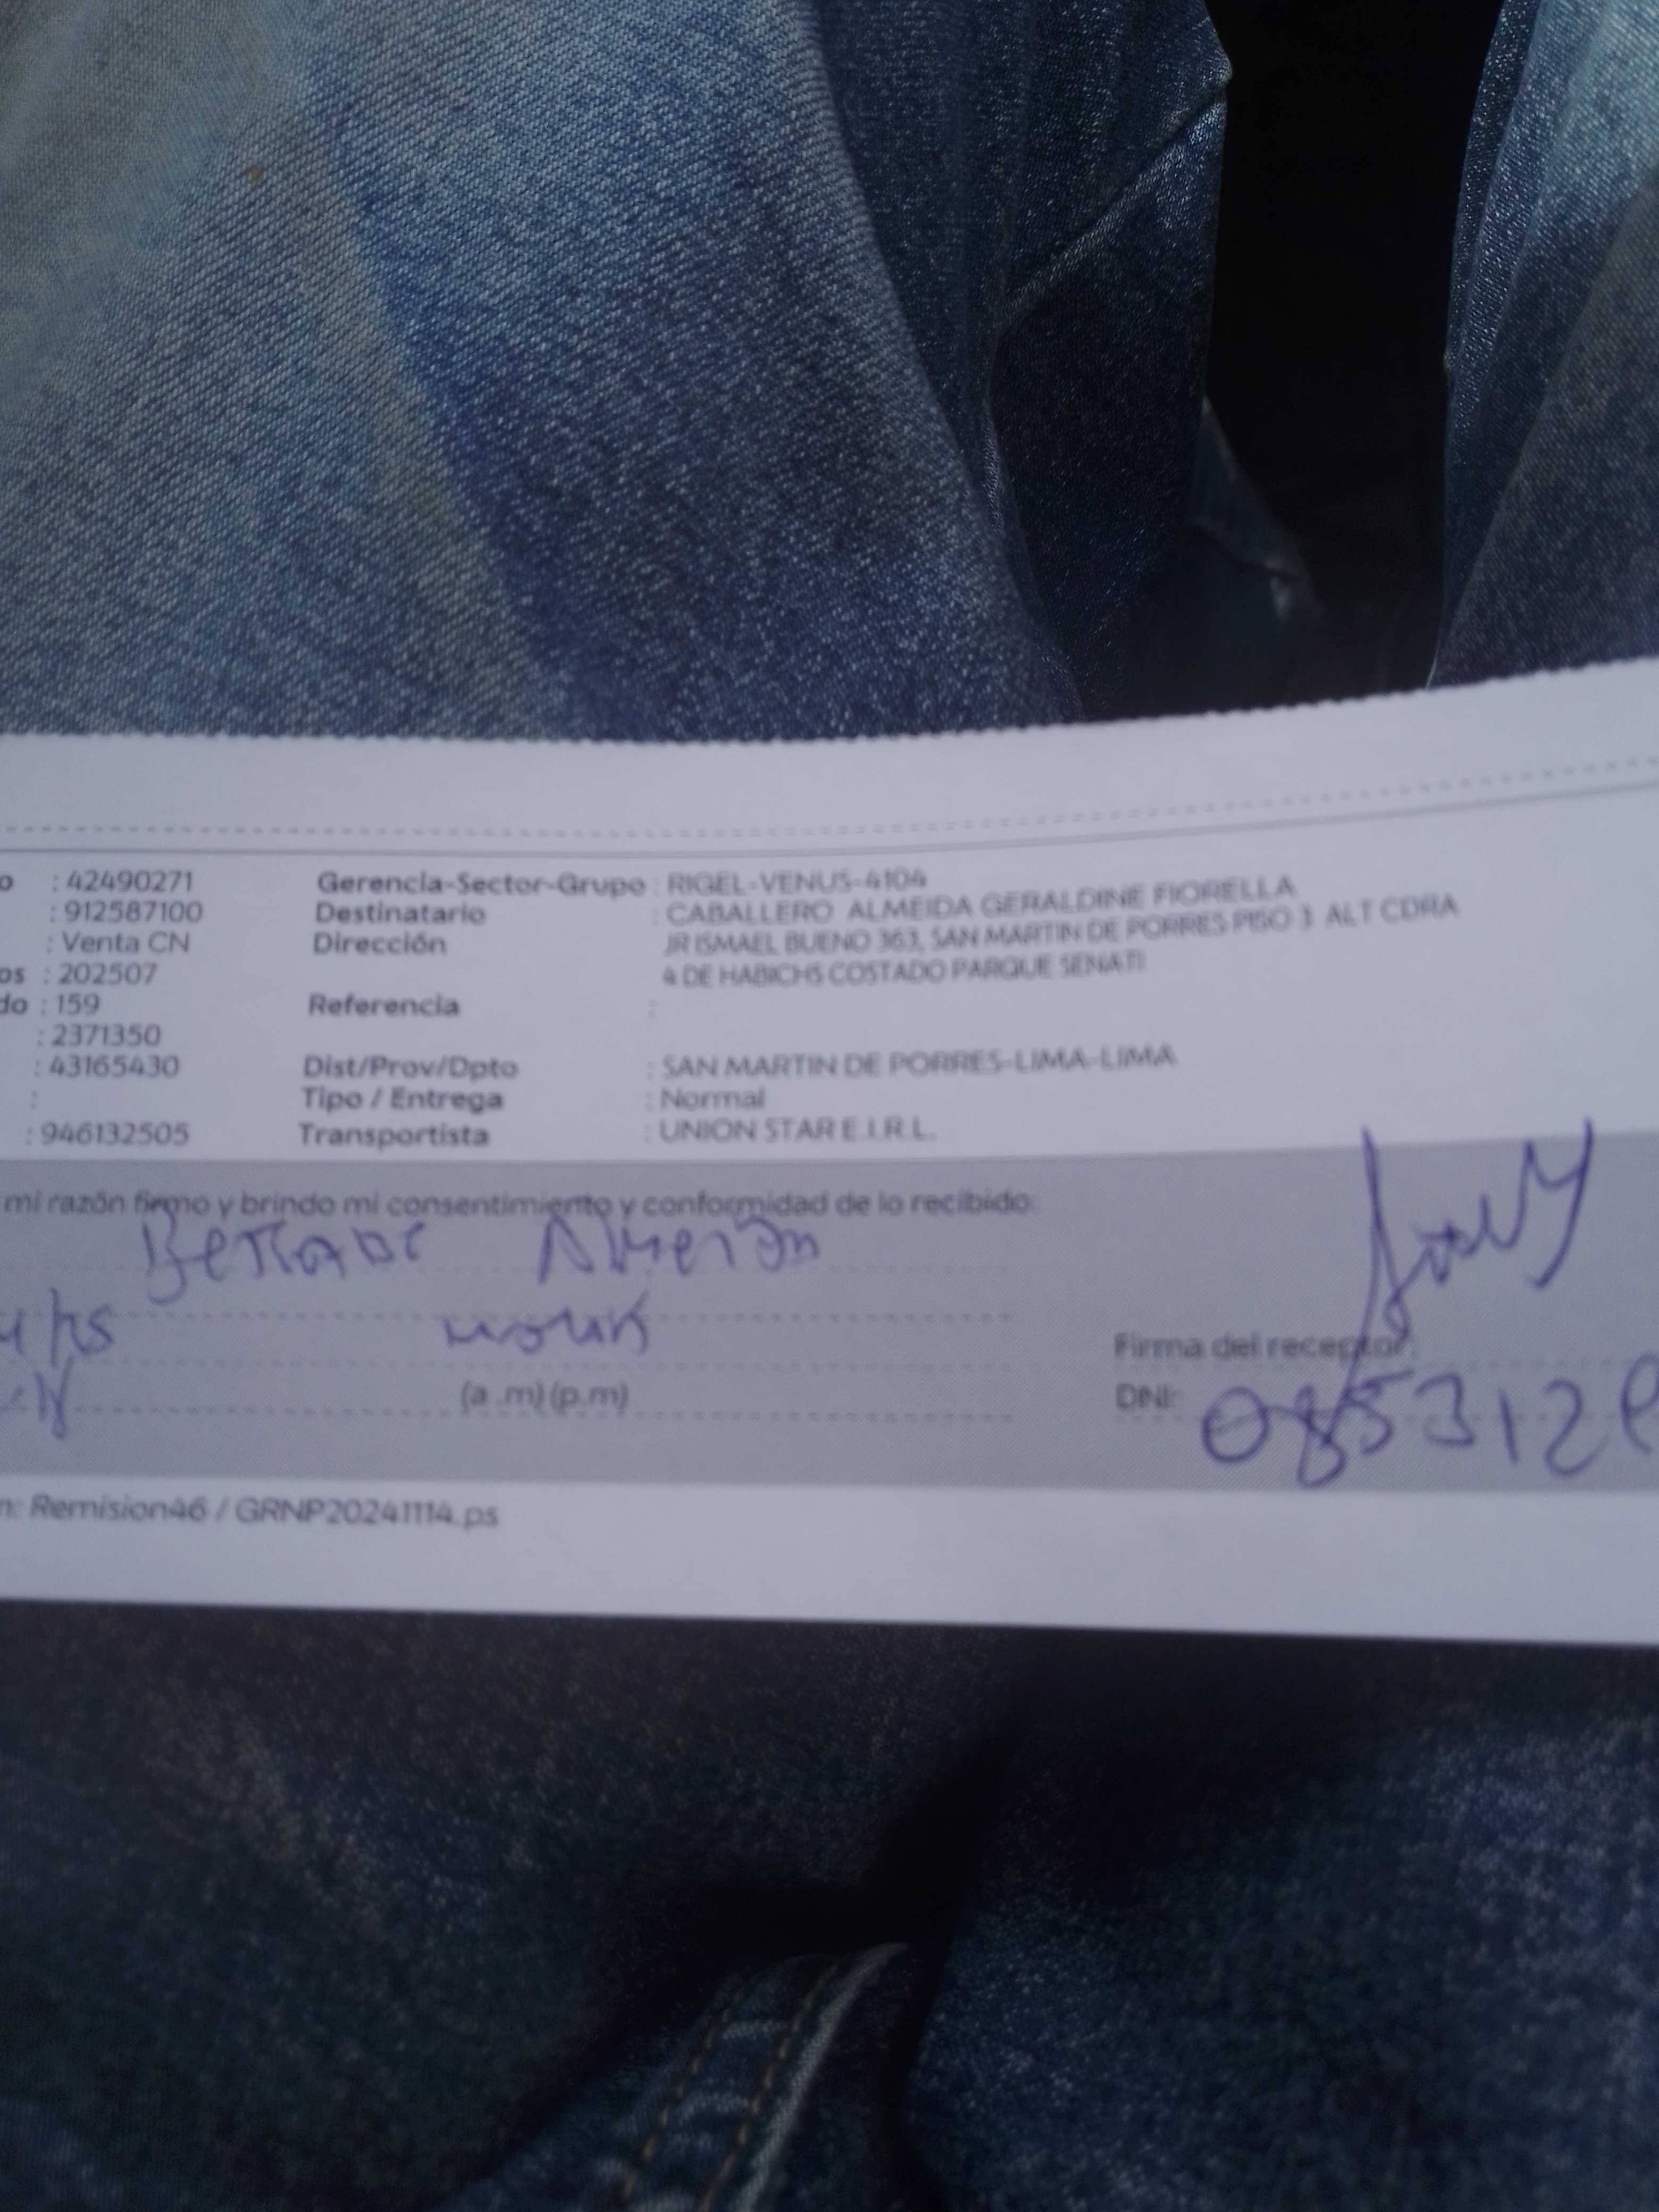 o : 42490271 Gerencia-Sector-Grupo : RIGEL-VENUS-4104
: 912587100 Destinatario : CABALLERO ALMEIDA GERALDINE FIORELLA
: Venta CN Dirección JR ISMAEL BUENO 363, SAN MARTIN DE PORRES PISO 3 ALT CDRA
os : 202507 4 DE HABICHS COSTADO PARQUE SENATI
do : 159 Referencia :
: 2371350
: 43165430 Dist/Prov/Dpto : SAN MARTIN DE PORRES-LIMA-LIMA
: Tipo / Entrega : Normal
: 946132505 Transportista : UNION STAR E.I.R.L.
mi razón firmo y brindo mi consentimiento y conformidad de lo recibido:
Firma del receptor:
(a .m) (p.m) DNI: 085312
n: Remision46 / GRNP20241114.ps